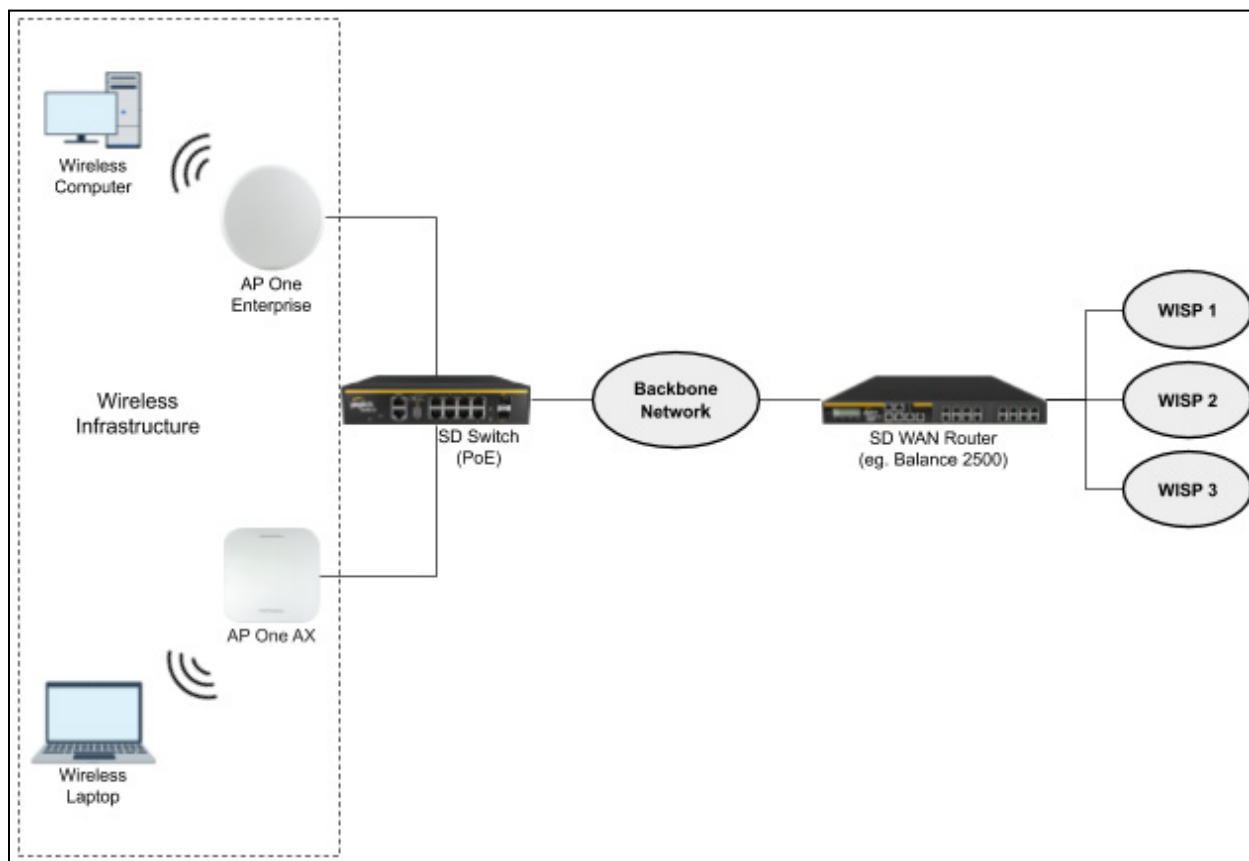 Wireless
Computer
AP One
Enterprise
Wireless
Infrastructure
AP One AX
Wireless
Laptop
SD Switch
(PoE)
Backbone
Network
SD WAN Router
(eg. Balance 2500)
WISP 1
WISP 2
WISP 3